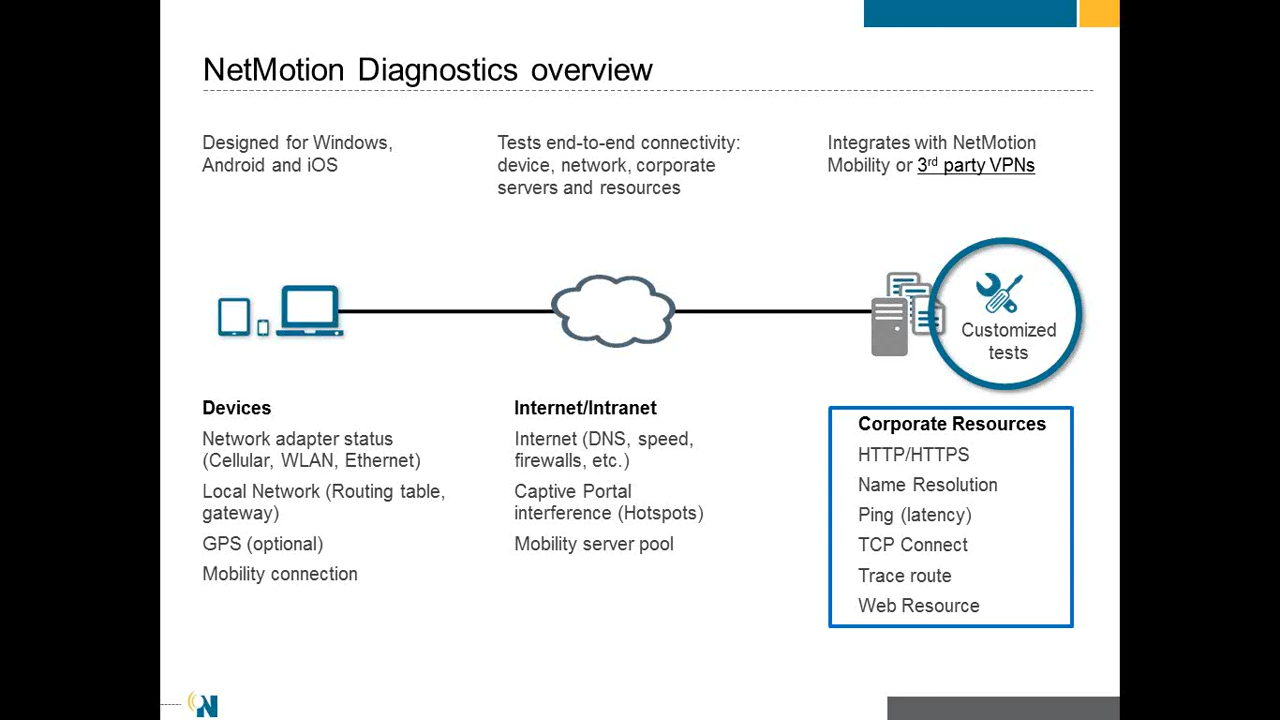 NetMotion Diagnostics overview
Designed for Windows,
Android and iOS
Tests end-to-end connectivity:
device, network, corporate
servers and resources
Integrates with NetMotion
Mobility or 3rd party VPNs
Customized
tests
Devices
Network adapter status
(Cellular, WLAN, Ethernet)
Local Network (Routing table,
gateway)
GPS (optional)
Mobility connection
Internet/Intranet
Internet (DNS, speed,
firewalls, etc.)
Captive Portal
interference (Hotspots)
Mobility server pool
Corporate Resources
HTTP/HTTPS
Name Resolution
Ping (latency)
TCP Connect
Trace route
Web Resource
N